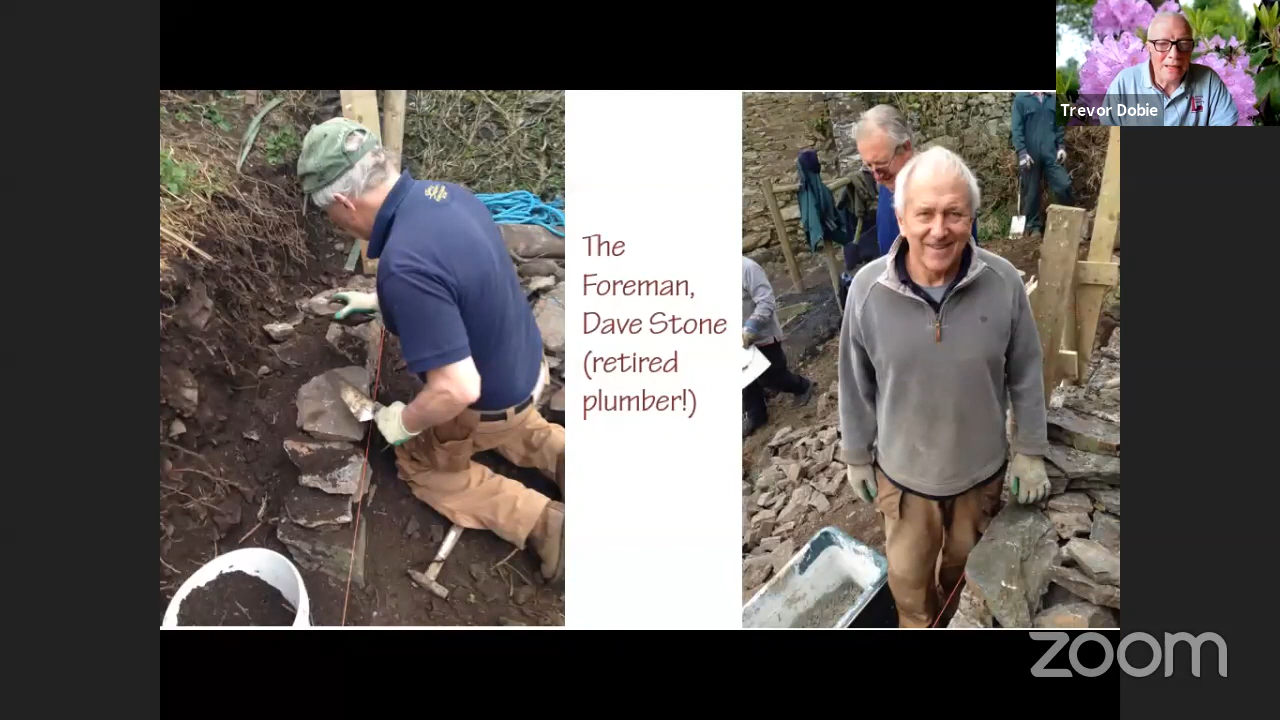 Trevor Dobie
The
Foreman,
Dave Stone
(retired
plumber!)
zoom